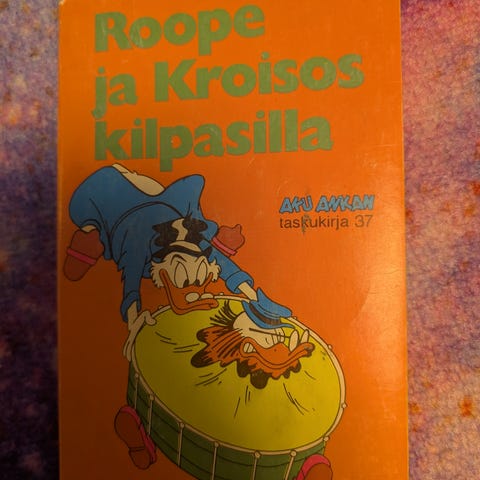 Roope
ja Kroisos
kilpasilla
AKU ANKAN
taskukirja 37